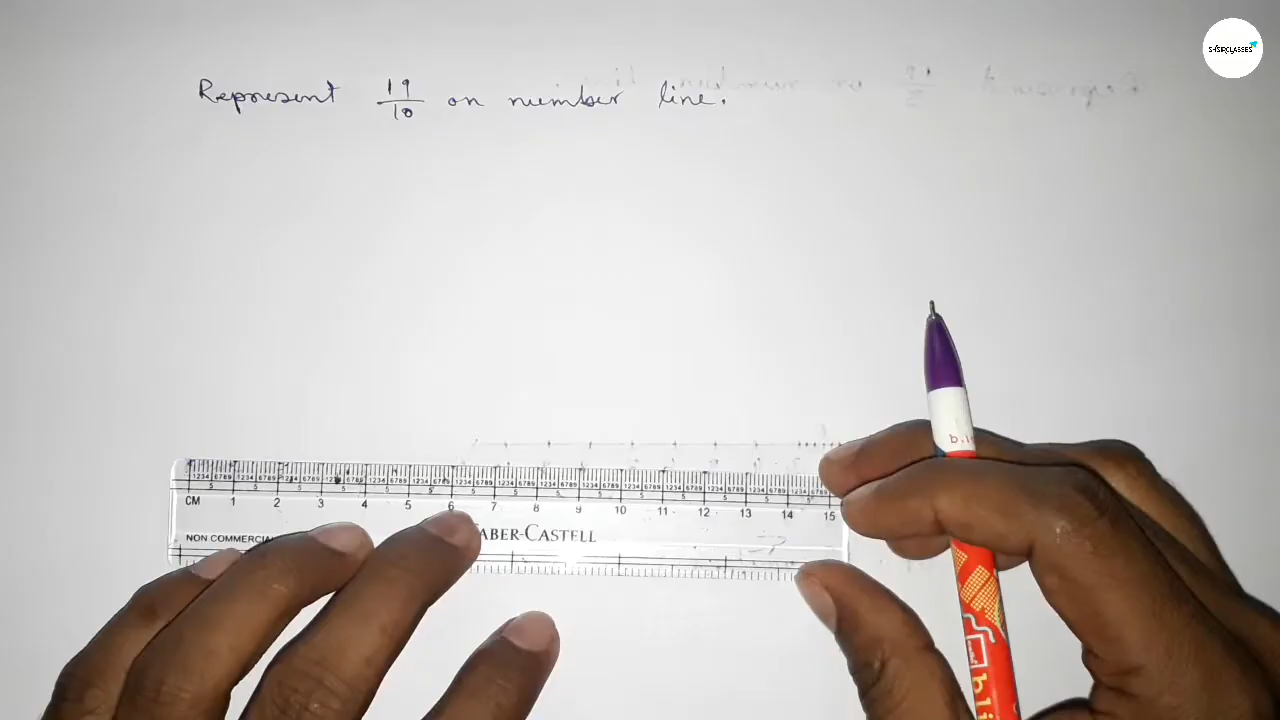 SHSIRCLASSES
Represent 19/10 on number line.
CM 1 2 3 4 5 6 7 8 9 10 11 12 13 14 15
NON COMMERCIAL
FABER-CASTELL